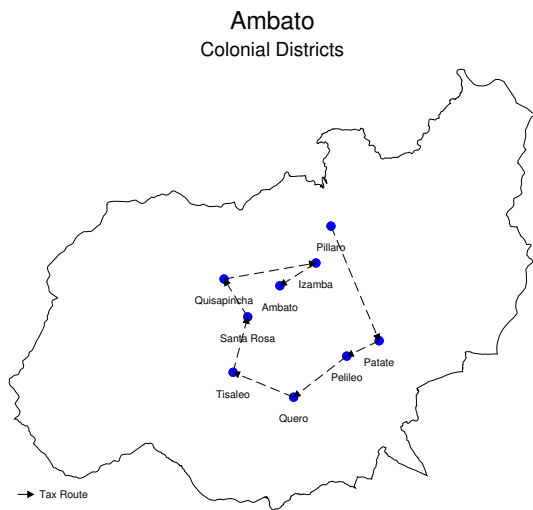 Ambato
Colonial Districts
Pillaro
Izamba
Quisapincha
Ambato
Santa Rosa
Patate
Pelileo
Tisaleo
Quero
Tax Route